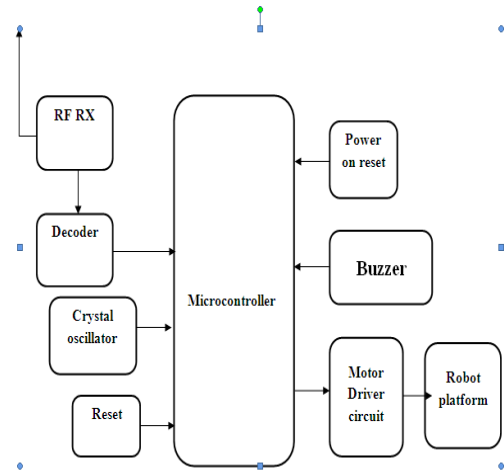 RF RX
Decoder
Crystal
oscillator
Reset
Microcontroller
Power
on reset
Buzzer
Motor
Driver
circuit
Robot
platform